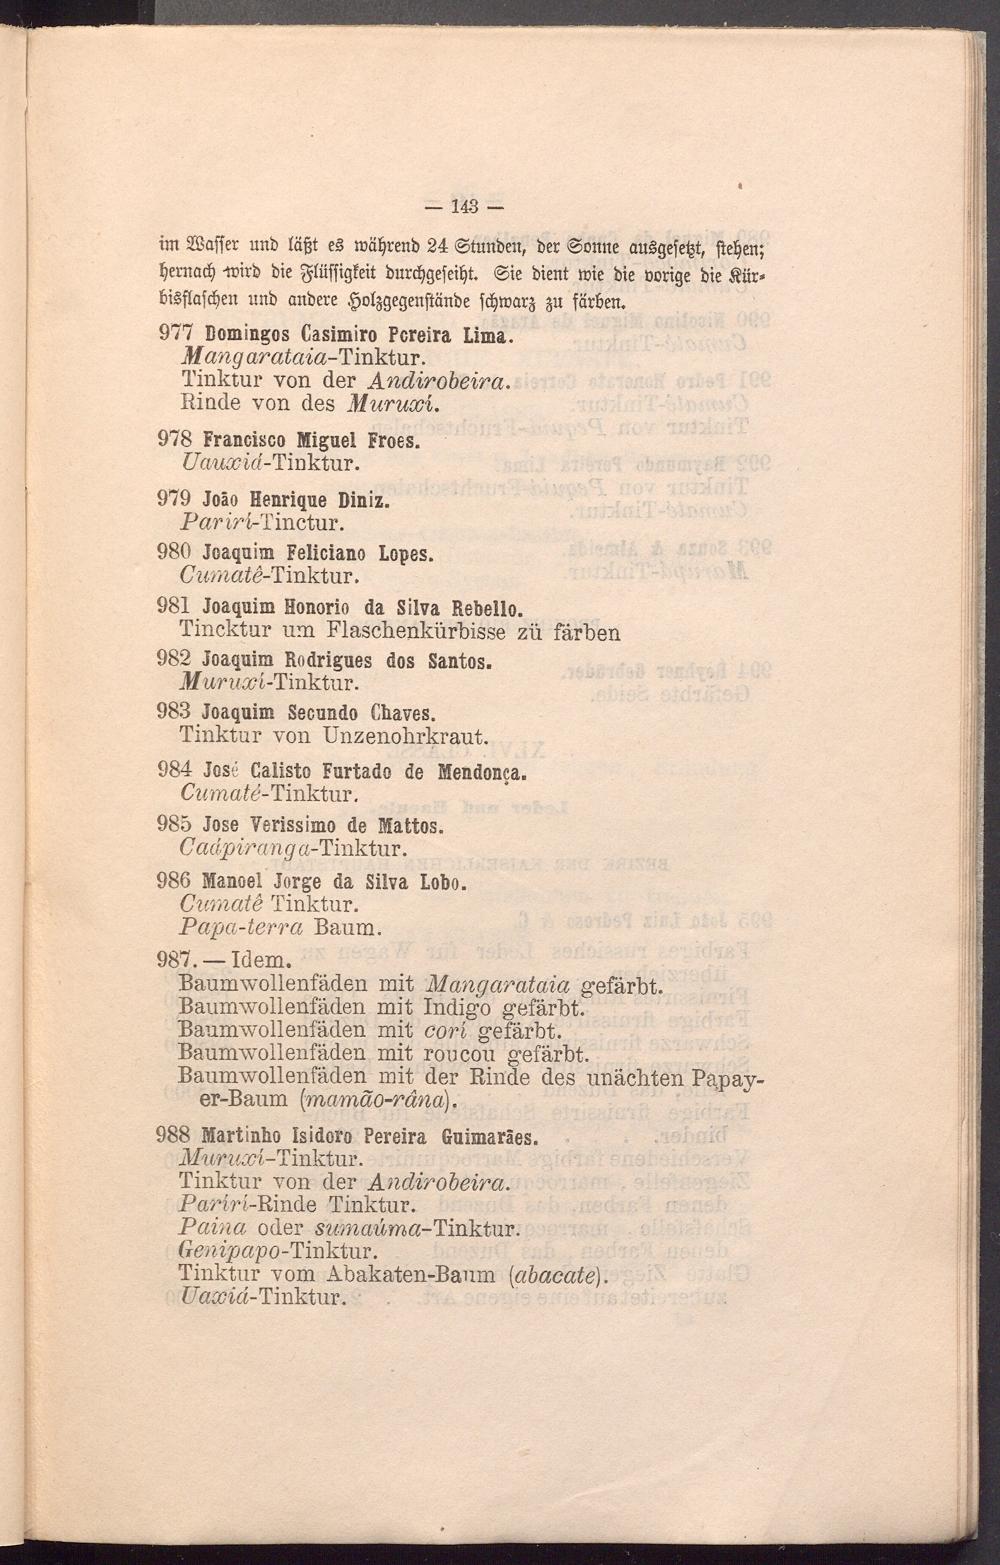 — 143 —
im Wasser und läßt es während 24 Stunden, der Sonne ausgesetzt, stehen;
hernach wird die Flüssigkeit durchgeseiht. Sie dient wie die vorige die Kür-
bisflaschen und andere Holzgegenstände schwarz zu färben.
977 Domingos Casimiro Pereira Lima.
Mangarataia-Tinktur.
Tinktur von der Andirobeira.
Rinde von des Muruxí.
978 Francisco Miguel Froes.
Uauxiá-Tinktur.
979 João Henrique Diniz.
Parirí-Tinctur.
980 Joaquim Feliciano Lopes.
Cumatê-Tinktur.
981 Joaquim Honorio da Silva Rebello.
Tincktur um Flaschenkürbisse zü färben
982 Joaquim Rodrigues dos Santos.
Muruxí-Tinktur.
983 Joaquim Secundo Chaves.
Tinktur von Unzenohrkraut.
984 José Calisto Furtado de Mendonça.
Cumaté-Tinktur.
985 Jose Verissimo de Mattos.
Caápiranga-Tinktur.
986 Manoel Jorge da Silva Lobo.
Cumatê Tinktur.
Papa-terra Baum.
987. — Idem.
Baumwollenfäden mit Mangarataia gefärbt.
Baumwollenfäden mit Indigo gefärbt.
Baumwollenfäden mit corí gefärbt.
Baumwollenfäden mit roucou gefärbt.
Baumwollenfäden mit der Rinde des unächten Papay-
er-Baum (mamão-râna).
988 Martinho Isidoro Pereira Guimarães.
Muruxí-Tinktur.
Tinktur von der Andirobeira.
Parirí-Rinde Tinktur.
Paina oder sumaúma-Tinktur.
Genipapo-Tinktur.
Tinktur vom Abakaten-Baum (abacate).
Uaxiá-Tinktur.